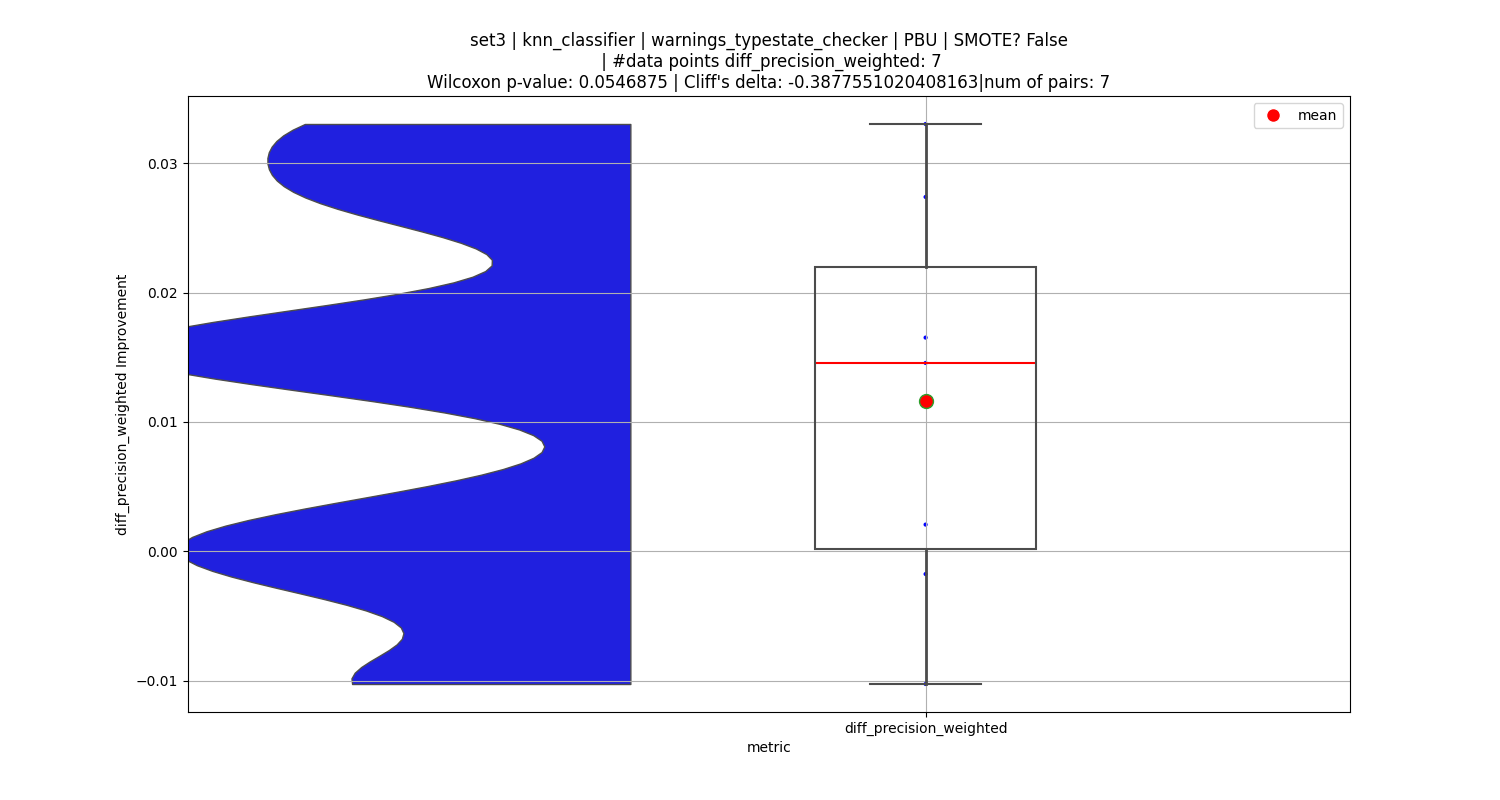 set3 | knn_classifier | warnings_typestate_checker | PBU | SMOTE? False
| #data points diff_precision_weighted: 7
Wilcoxon p-value: 0.0546875 | Cliff's delta: -0.3877551020408163|num of pairs: 7
mean
0.03
0.02
0.01
0.00
−0.01
diff_precision_weighted Improvement
diff_precision_weighted
metric